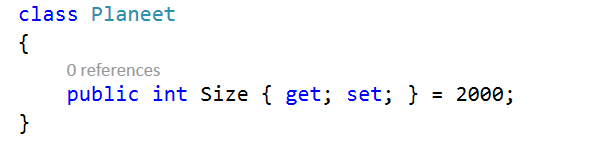 class Planeet
{
0 references
public int Size { get; set; } = 2000;
}